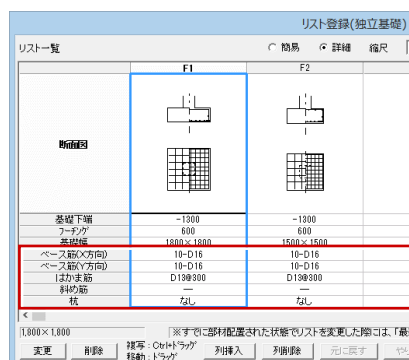 リスト登録(独立基礎)
リスト一覧 簡易 詳細 縮尺
F1 F2
断面図
基礎下端 -1300 -1300
フーチング 600 600
基礎幅 1800×1800 1500×1500
ベース筋(X方向) 10-D16 10-D16
ベース筋(Y方向) 10-D16 10-D16
はかま筋 D13@300 D13@300
斜め筋 ― ―
杭 なし なし
1,800×1,800 ※すでに部材配置された状態でリストを変更した際には、「最
変更 削除 複写：Ctrl+ドラッグ 列挿入 列削除 元に戻す や
移動：ドラッグ